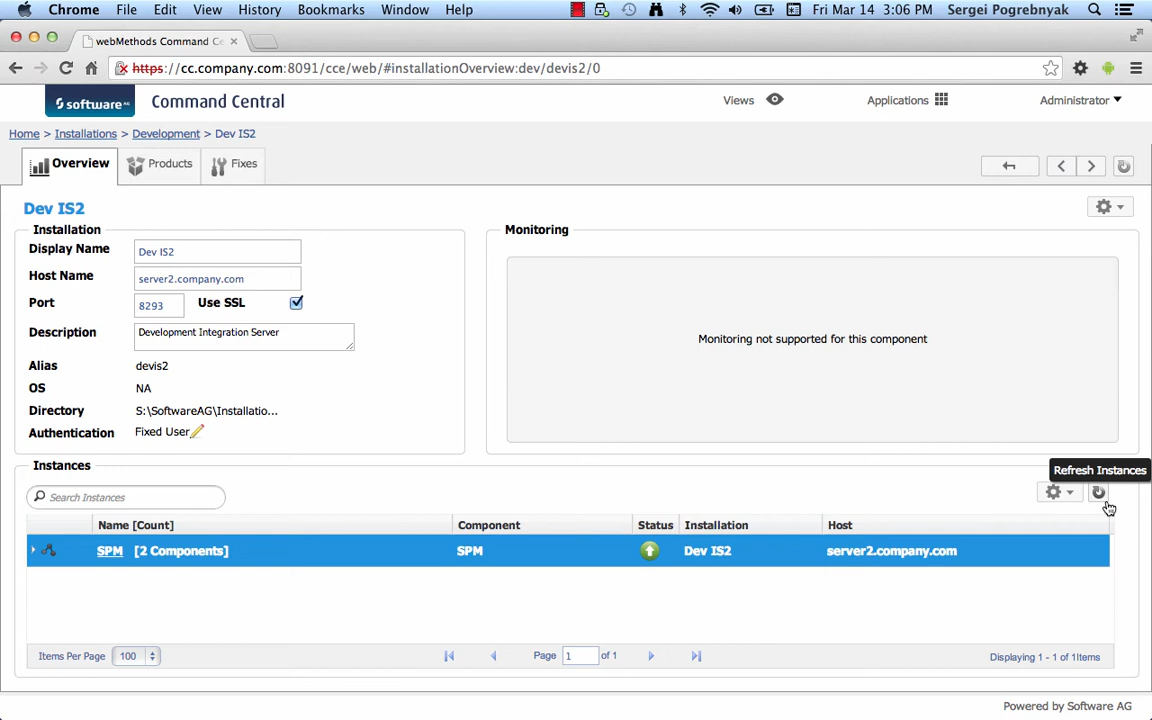 Chrome File Edit View History Bookmarks Window Help Fri Mar 14 3:06 PM Sergei Pogrebnyak
webMethods Command Ce
https://cc.company.com:8091/cce/web/#installationOverview:dev/devis2/0
software AG Command Central Views Applications Administrator
Home > Installations > Development > Dev IS2
Overview Products Fixes
Dev IS2
Installation
Display Name Dev IS2
Host Name server2.company.com
Port 8293 Use SSL
Description Development Integration Server
Alias devis2
OS NA
Directory S:\SoftwareAG\Installatio...
Authentication Fixed User
Monitoring
Monitoring not supported for this component
Instances
Refresh Instances
Search Instances
Name [Count] Component Status Installation Host
SPM [2 Components] SPM Dev IS2 server2.company.com
Items Per Page 100 Page 1 of 1 Displaying 1 - 1 of 1Items
Powered by Software AG